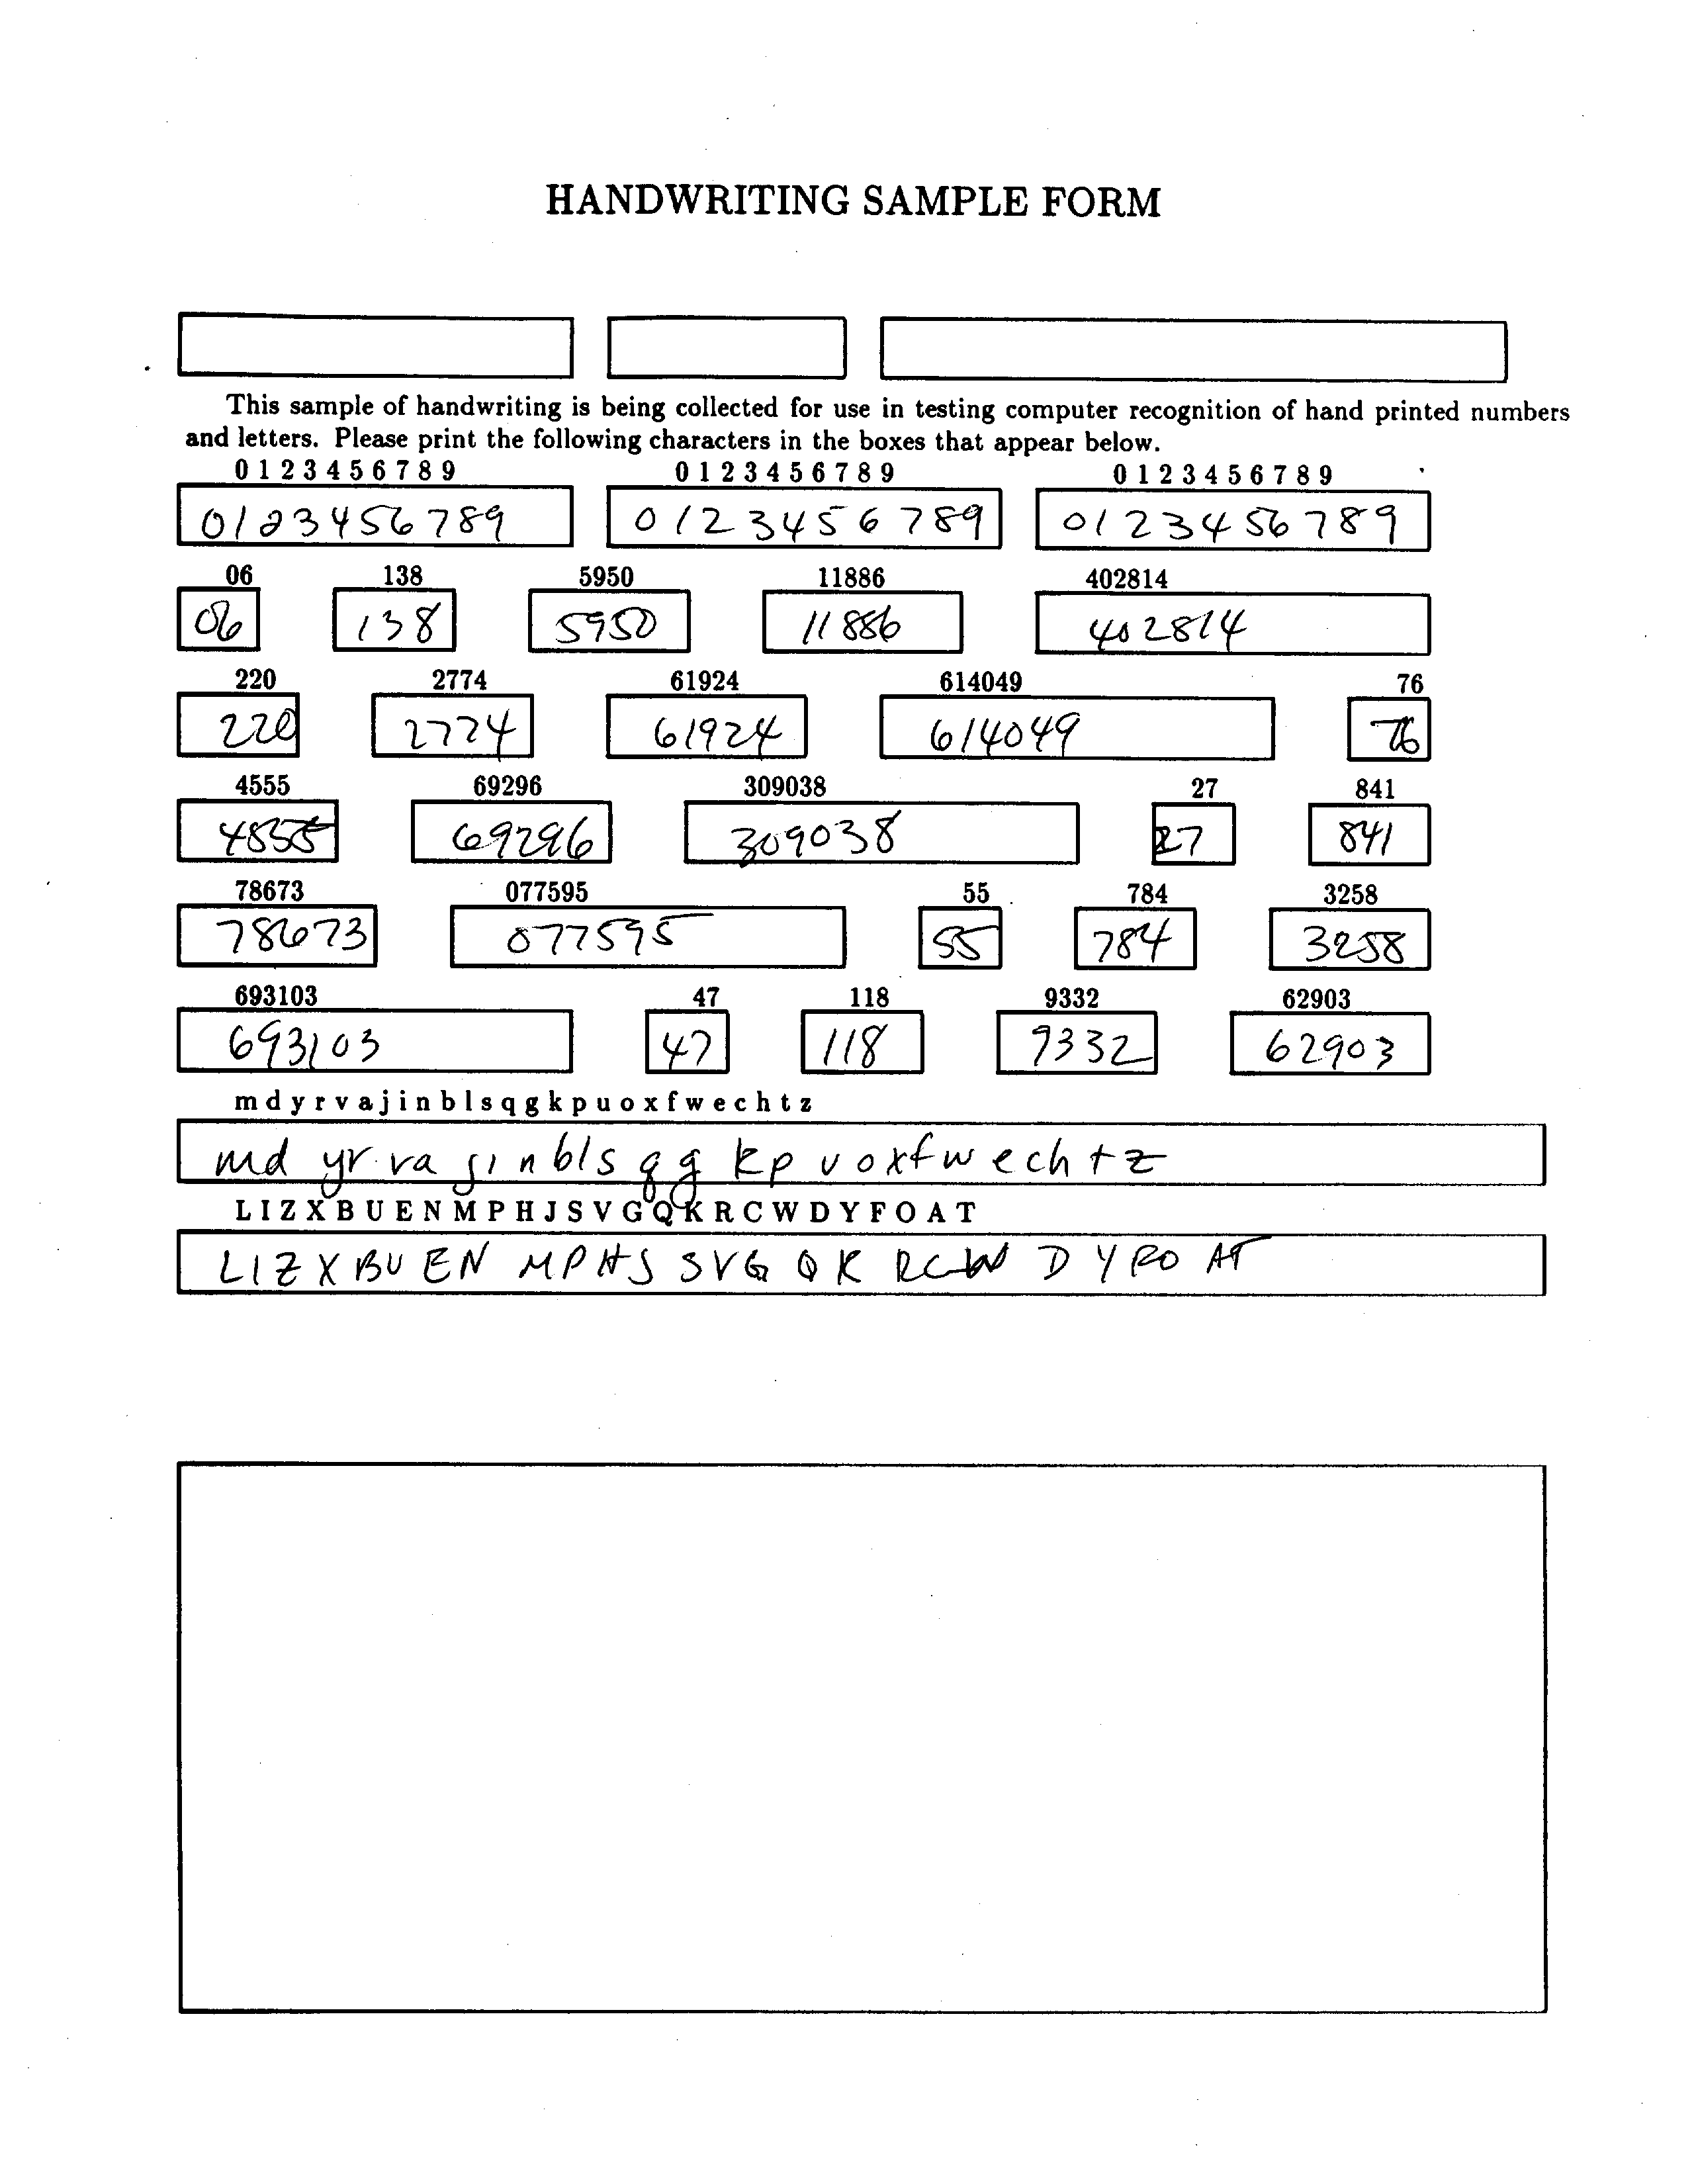 HANDWRITING SAMPLE FORM
This sample of handwriting is being collected for use in testing computer recognition of hand printed numbers
and letters. Please print the following characters in the boxes that appear below.
0 1 2 3 4 5 6 7 8 9 0 1 2 3 4 5 6 7 8 9 0 1 2 3 4 5 6 7 8 9
0123456789 0123456789 0123456789
06 138 5950 11886 402814
06 138 5950 11886 402814
220 2774 61924 614049 76
220 2774 61924 614049 76
4555 69296 309038 27 841
4855 69296 309038 27 841
78673 077595 55 784 3258
78673 077595 55 784 3258
693103 47 118 9332 62903
693103 47 118 9332 62903
m d y r v a j i n b l s q g k p u o x f w e c h t z
md yr va jinbls qg kp u oxfw echtz
L I Z X B U E N M P H J S V G Q K R C W D Y F O A T
LIZXBUEN MPHJ SVG QK RCW D Y FO AT